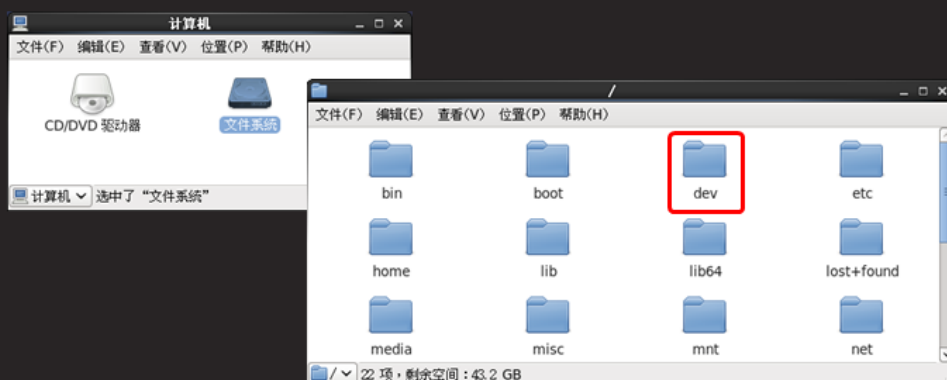 计算机
文件(F) 编辑(E) 查看(V) 位置(P) 帮助(H)
CD/DVD 驱动器
文件系统
计算机
选中了“文件系统”
/
文件(F) 编辑(E) 查看(V) 位置(P) 帮助(H)
bin boot dev etc
home lib lib64 lost+found
media misc mnt net
/
22 项，剩余空间：43.2 GB